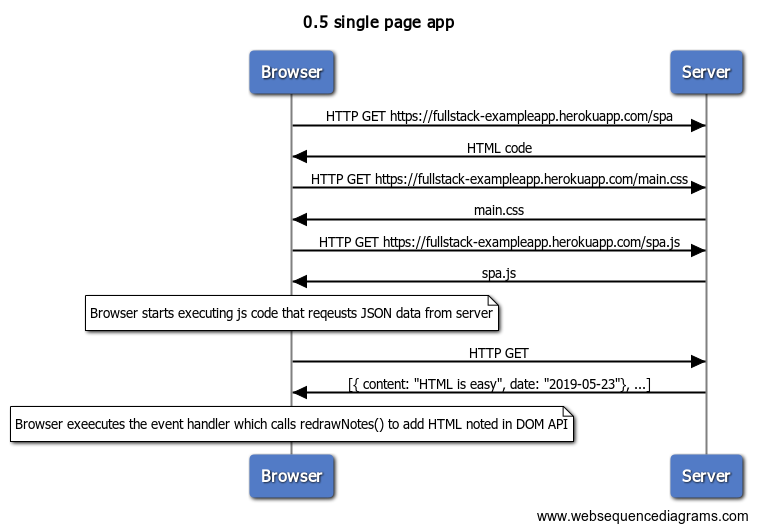 0.5 single page app
Browser
Server
HTTP GET https://fullstack-exampleapp.herokuapp.com/spa
HTML code
HTTP GET https://fullstack-exampleapp.herokuapp.com/main.css
main.css
HTTP GET https://fullstack-exampleapp.herokuapp.com/spa.js
spa.js
Browser starts executing js code that reqeusts JSON data from server
HTTP GET
[{ content: "HTML is easy", date: "2019-05-23"}, ...]
Browser exeecutes the event handler which calls redrawNotes() to add HTML noted in DOM API
Browser
Server
www.websequencediagrams.com